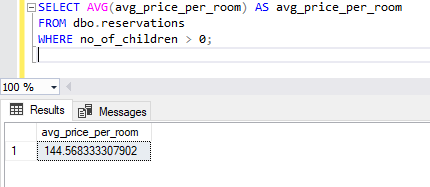 SELECT AVG(avg_price_per_room) AS avg_price_per_room
FROM dbo.reservations
WHERE no_of_children > 0;
100 %
Results Messages
avg_price_per_room
1 144.568333307902